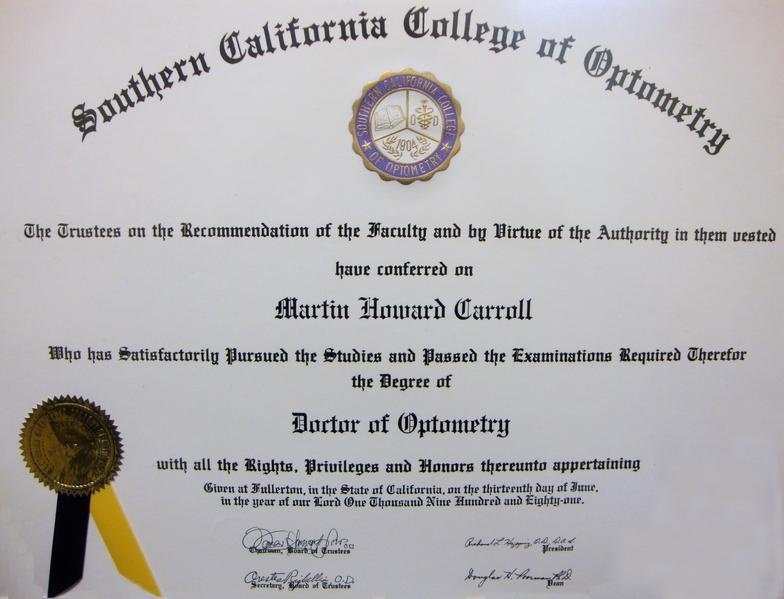 Southern California College of Optometry
SOUTHERN CALIFORNIA COLLEGE
OF OPTOMETRY
O D
1904
The Trustees on the Recommendation of the Faculty and by Virtue of the Authority in them vested
have conferred on
Martin Howard Carroll
Who has Satisfactorily Pursued the Studies and Passed the Examinations Required Therefor
the Degree of
Doctor of Optometry
with all the Rights, Privileges and Honors thereunto appertaining
Given at Fullerton, in the State of California, on the thirteenth day of June,
in the year of our Lord One Thousand Nine Hundred and Eighty-one.
Chairman, Board of Trustees
President
O.D.
Secretary, Board of Trustees
Douglas H. Ph.D.
Dean